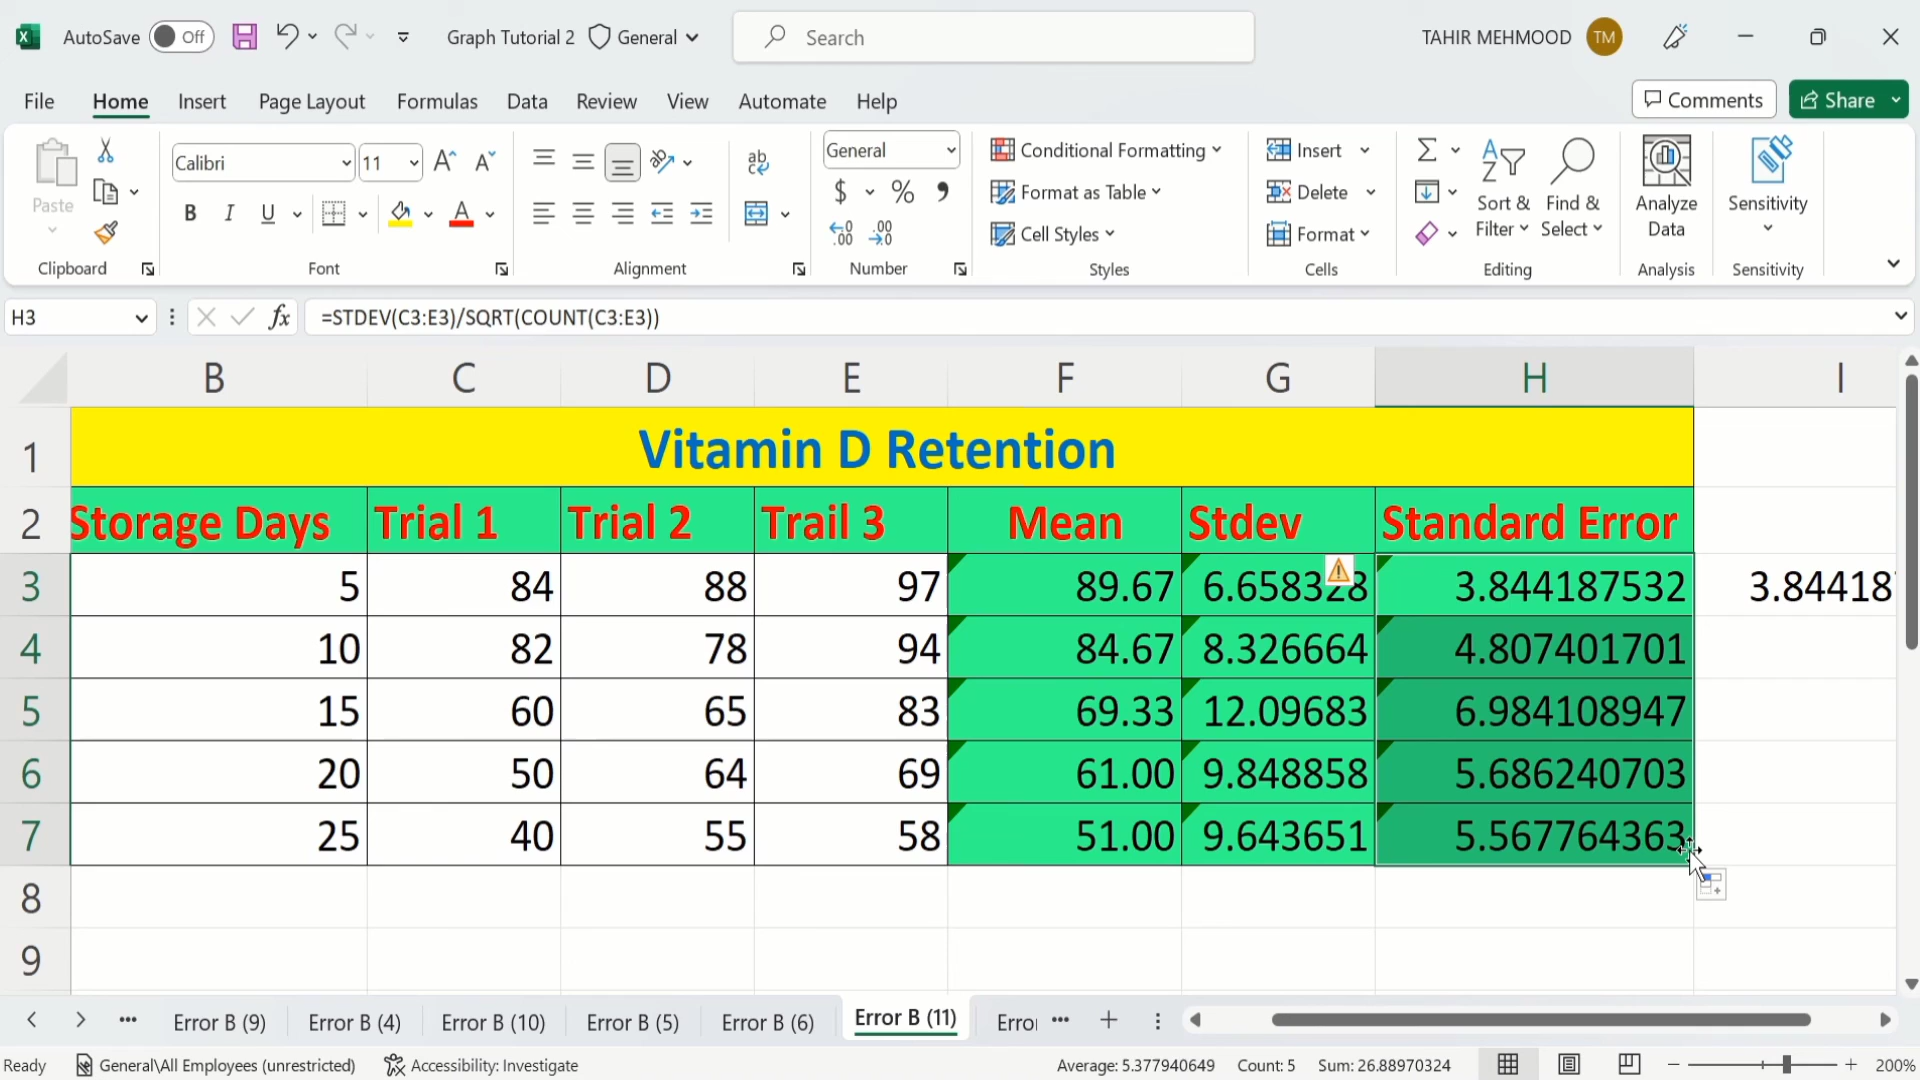 AutoSave Off Graph Tutorial 2 General Search TAHIR MEHMOOD TM
File Home Insert Page Layout Formulas Data Review View Automate Help Comments Share
Paste Calibri 11 General Conditional Formatting Insert
$ % Format as Table Delete Sort & Filter Find & Select Analyze Data Sensitivity
B I U A Cell Styles Format
Clipboard Font Alignment Number Styles Cells Editing Analysis Sensitivity
H3 fx =STDEV(C3:E3)/SQRT(COUNT(C3:E3))
B C D E F G H I
1 Vitamin D Retention
2 Storage Days Trial 1 Trial 2 Trail 3 Mean Stdev Standard Error
3 5 84 88 97 89.67 6.658328 3.844187532 3.84418
4 10 82 78 94 84.67 8.326664 4.807401701
5 15 60 65 83 69.33 12.09683 6.984108947
6 20 50 64 69 61.00 9.848858 5.686240703
7 25 40 55 58 51.00 9.643651 5.567764363
8
9
Error B (9) Error B (4) Error B (10) Error B (5) Error B (6) Error B (11) Erro
Ready General\All Employees (unrestricted) Accessibility: Investigate Average: 5.377940649 Count: 5 Sum: 26.88970324 200%